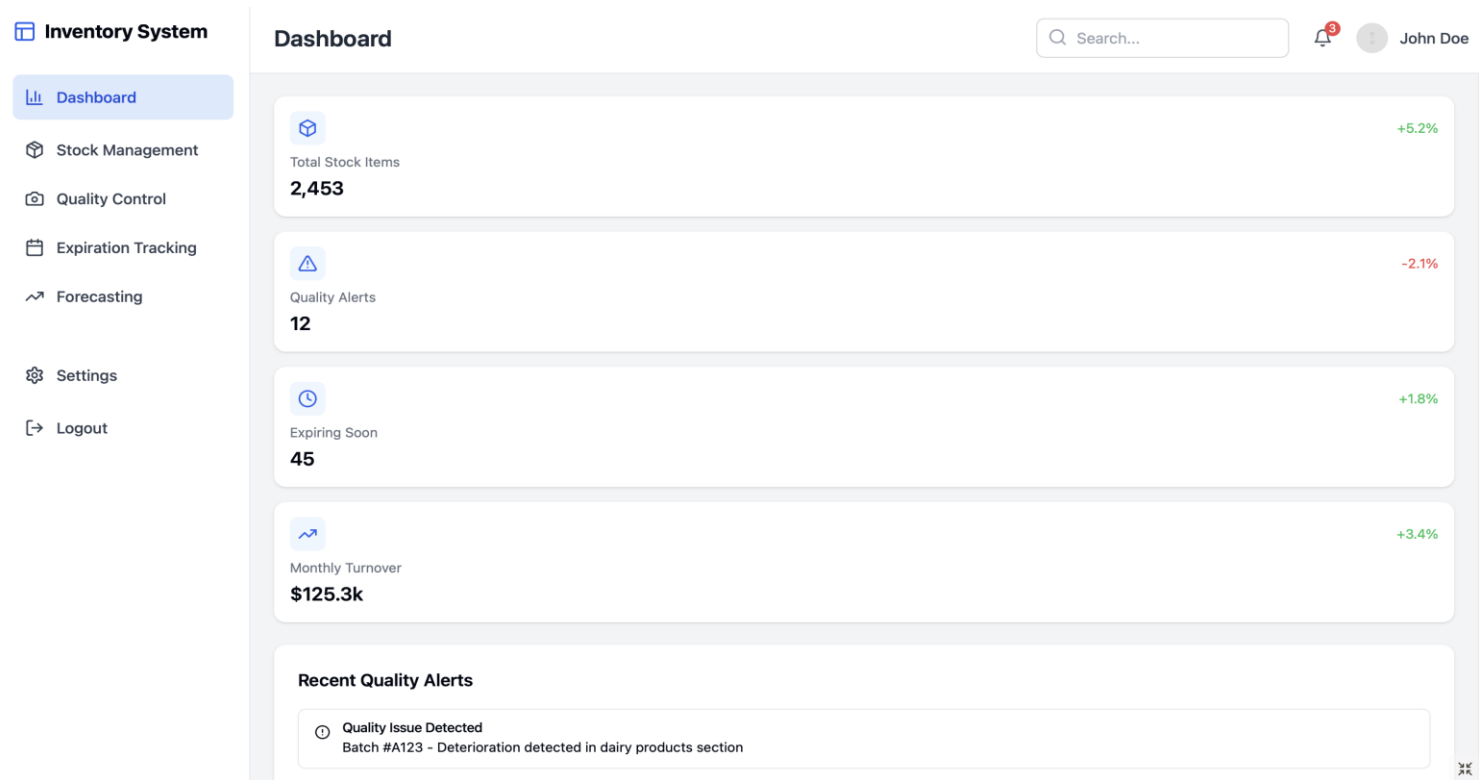 Inventory System
Dashboard
Stock Management
Quality Control
Expiration Tracking
Forecasting
Settings
Logout
Dashboard
Search...
3
John Doe
+5.2%
Total Stock Items
2,453
-2.1%
Quality Alerts
12
+1.8%
Expiring Soon
45
+3.4%
Monthly Turnover
$125.3k
Recent Quality Alerts
Quality Issue Detected
Batch #A123 - Deterioration detected in dairy products section